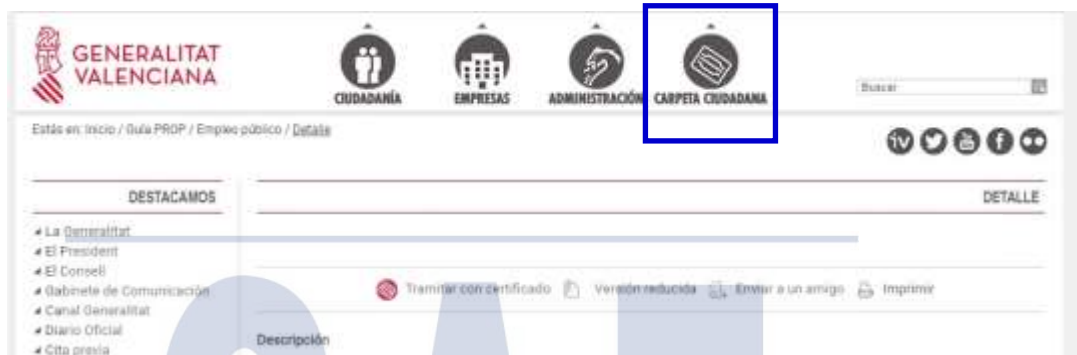 GENERALITAT
VALENCIANA
CIUDADANÍA
EMPRESAS
ADMINISTRACIÓN
CARPETA CIUDADANA
Buscar
Estás en: Inicio / Guía PROP / Empleo público / Detalle
DESTACAMOS
DETALLE
La Generalitat
El President
El Consell
Gabinete de Comunicación
Canal Generalitat
Diario Oficial
Cita previa
Tramitar con certificado Versión reducida Enviar a un amigo Imprimir
Descripción